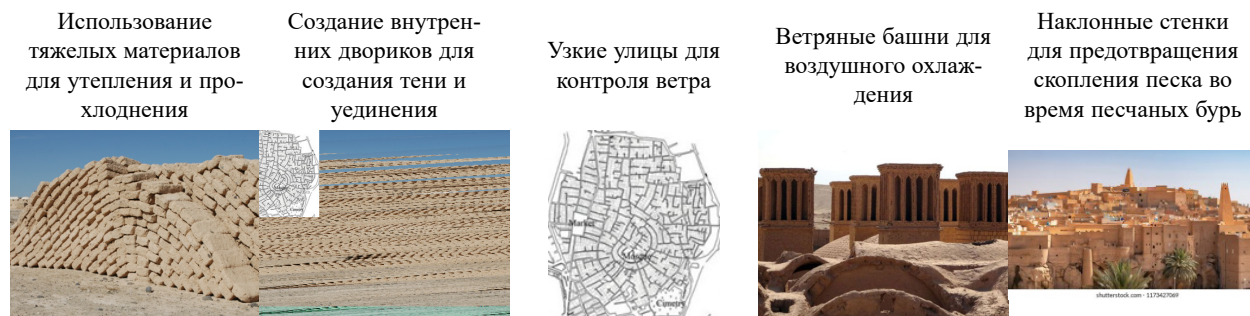 Использование
тяжелых материалов
для утепления и про-
хлоднения
Создание внутрен-
них двориков для
создания тени и
уединения
Узкие улицы для
контроля ветра
Ветряные башни для
воздушного охлаж-
дения
Наклонные стенки
для предотвращения
скопления песка во
время песчаных бурь
Market
Mosque
shutterstock.com · 1173427069